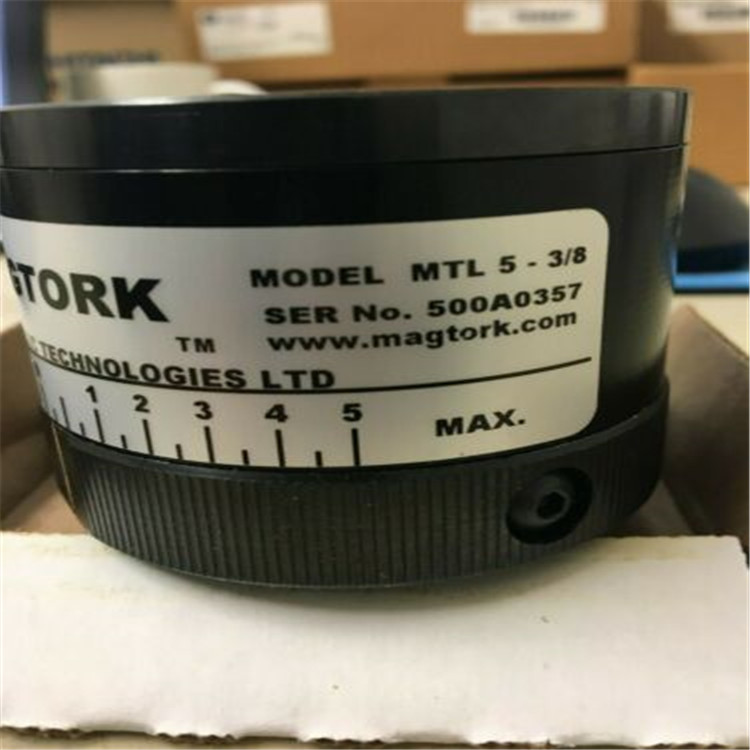 GTORK
TM
MODEL MTL 5 - 3/8
SER No. 500A0357
www.magtork.com
TECHNOLOGIES LTD
1 2 3 4 5 MAX.